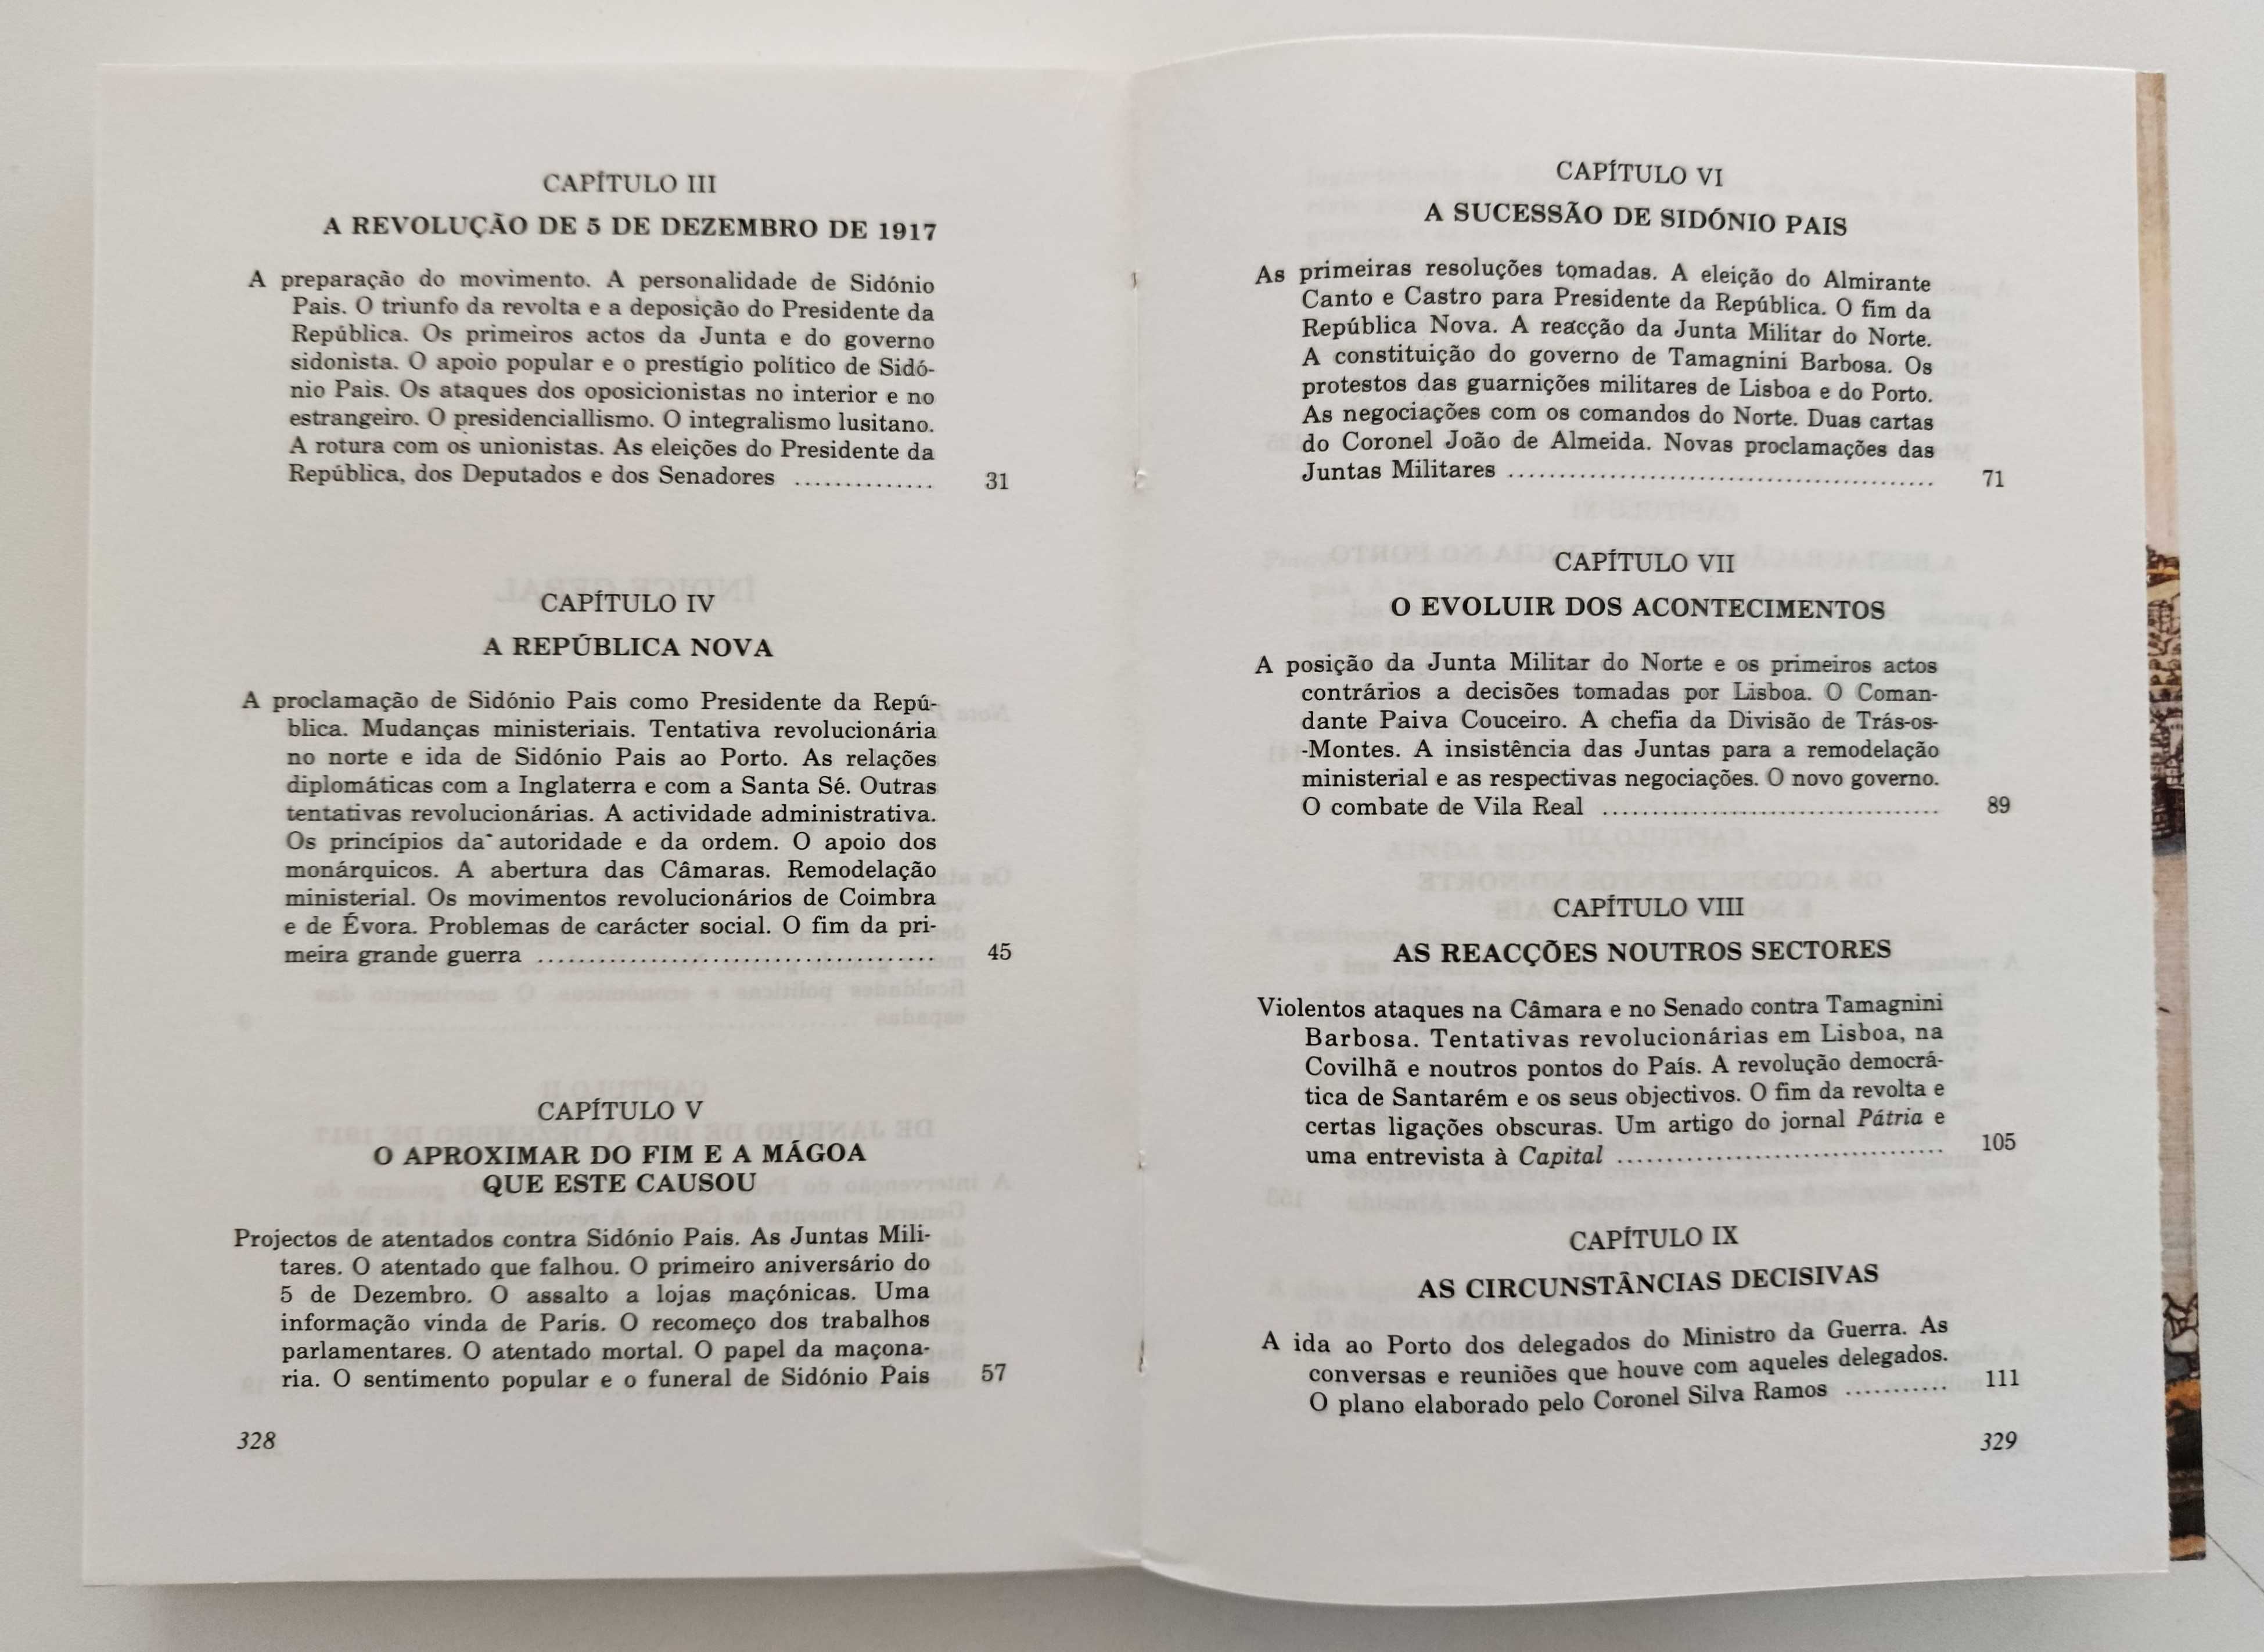 CAPÍTULO III
A REVOLUÇÃO DE 5 DE DEZEMBRO DE 1917
A preparação do movimento. A personalidade de Sidónio
Pais. O triunfo da revolta e a deposição do Presidente da
República. Os primeiros actos da Junta e do governo
sidonista. O apoio popular e o prestígio político de Sidó-
nio Pais. Os ataques dos oposicionistas no interior e no
estrangeiro. O presidenciallismo. O integralismo lusitano.
A rotura com os unionistas. As eleições do Presidente da
República, dos Deputados e dos Senadores .............. 31
CAPÍTULO IV
A REPÚBLICA NOVA
A proclamação de Sidónio Pais como Presidente da Repú-
blica. Mudanças ministeriais. Tentativa revolucionária
no norte e ida de Sidónio Pais ao Porto. As relações
diplomáticas com a Inglaterra e com a Santa Sé. Outras
tentativas revolucionárias. A actividade administrativa.
Os princípios da autoridade e da ordem. O apoio dos
monárquicos. A abertura das Câmaras. Remodelação
ministerial. Os movimentos revolucionários de Coimbra
e de Évora. Problemas de carácter social. O fim da pri-
meira grande guerra ....................................... 45
CAPÍTULO V
O APROXIMAR DO FIM E A MÁGOA
QUE ESTE CAUSOU
Projectos de atentados contra Sidónio Pais. As Juntas Mili-
tares. O atentado que falhou. O primeiro aniversário do
5 de Dezembro. O assalto a lojas maçónicas. Uma
informação vinda de Paris. O recomeço dos trabalhos
parlamentares. O atentado mortal. O papel da maçona-
ria. O sentimento popular e o funeral de Sidónio Pais 57
328
CAPÍTULO VI
A SUCESSÃO DE SIDÓNIO PAIS
As primeiras resoluções tomadas. A eleição do Almirante
Canto e Castro para Presidente da República. O fim da
República Nova. A reacção da Junta Militar do Norte.
A constituição do governo de Tamagnini Barbosa. Os
protestos das guarnições militares de Lisboa e do Porto.
As negociações com os comandos do Norte. Duas cartas
do Coronel João de Almeida. Novas proclamações das
Juntas Militares ........................................... 71
CAPÍTULO VII
O EVOLUIR DOS ACONTECIMENTOS
A posição da Junta Militar do Norte e os primeiros actos
contrários a decisões tomadas por Lisboa. O Coman-
dante Paiva Couceiro. A chefia da Divisão de Trás-os-
-Montes. A insistência das Juntas para a remodelação
ministerial e as respectivas negociações. O novo governo.
O combate de Vila Real .................................. 89
CAPÍTULO VIII
AS REACÇÕES NOUTROS SECTORES
Violentos ataques na Câmara e no Senado contra Tamagnini
Barbosa. Tentativas revolucionárias em Lisboa, na
Covilhã e noutros pontos do País. A revolução democrá-
tica de Santarém e os seus objectivos. O fim da revolta e
certas ligações obscuras. Um artigo do jornal Pátria e
uma entrevista à Capital ................................. 105
CAPÍTULO IX
AS CIRCUNSTÂNCIAS DECISIVAS
A ida ao Porto dos delegados do Ministro da Guerra. As
conversas e reuniões que houve com aqueles delegados.
O plano elaborado pelo Coronel Silva Ramos ........... 111
329